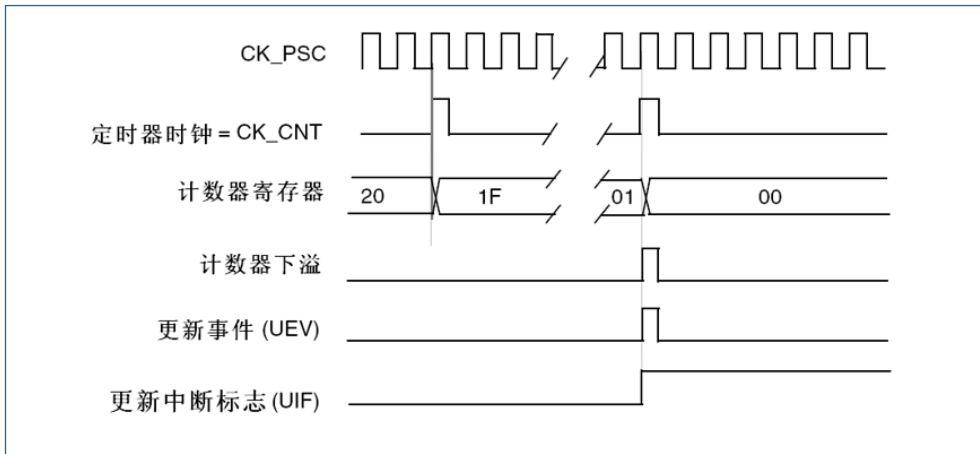 CK_PSC
定时器时钟 = CK_CNT
计数器寄存器 20 1F 01 00
计数器下溢
更新事件 (UEV)
更新中断标志 (UIF)